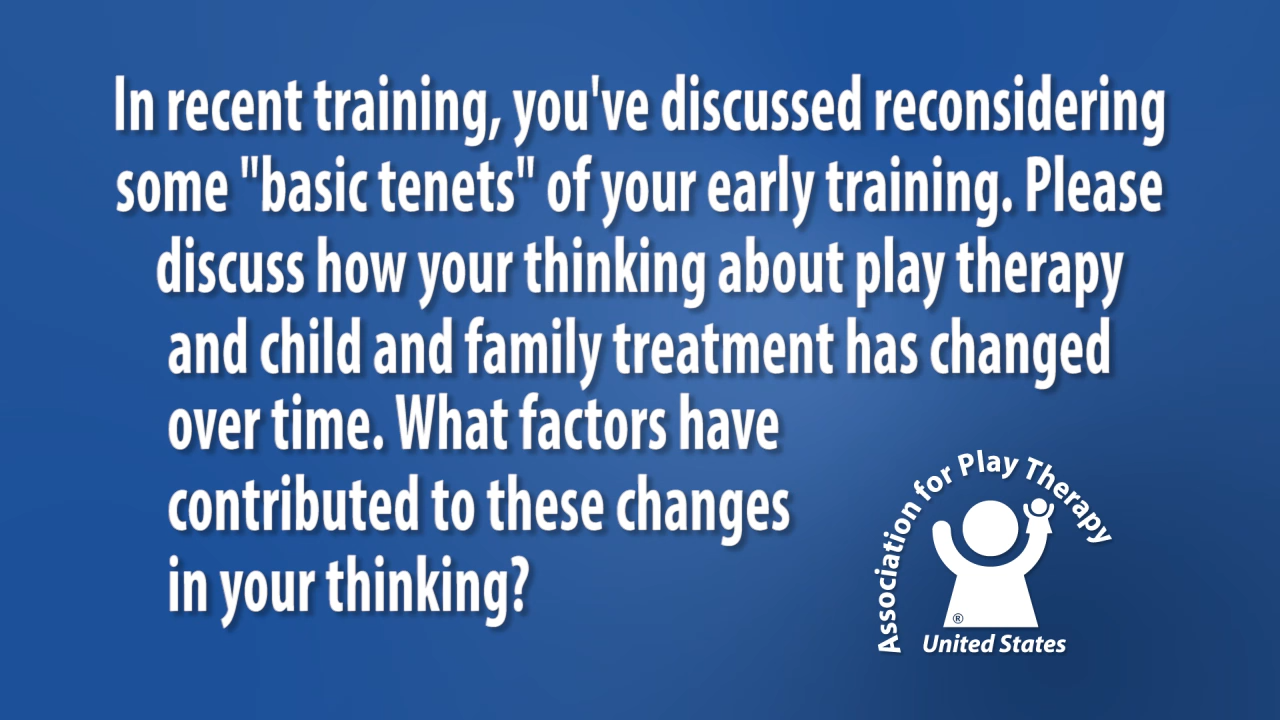 In recent training, you've discussed reconsidering
some "basic tenets" of your early training. Please
discuss how your thinking about play therapy
and child and family treatment has changed
over time. What factors have
contributed to these changes
in your thinking?
Association for Play Therapy
®
United States